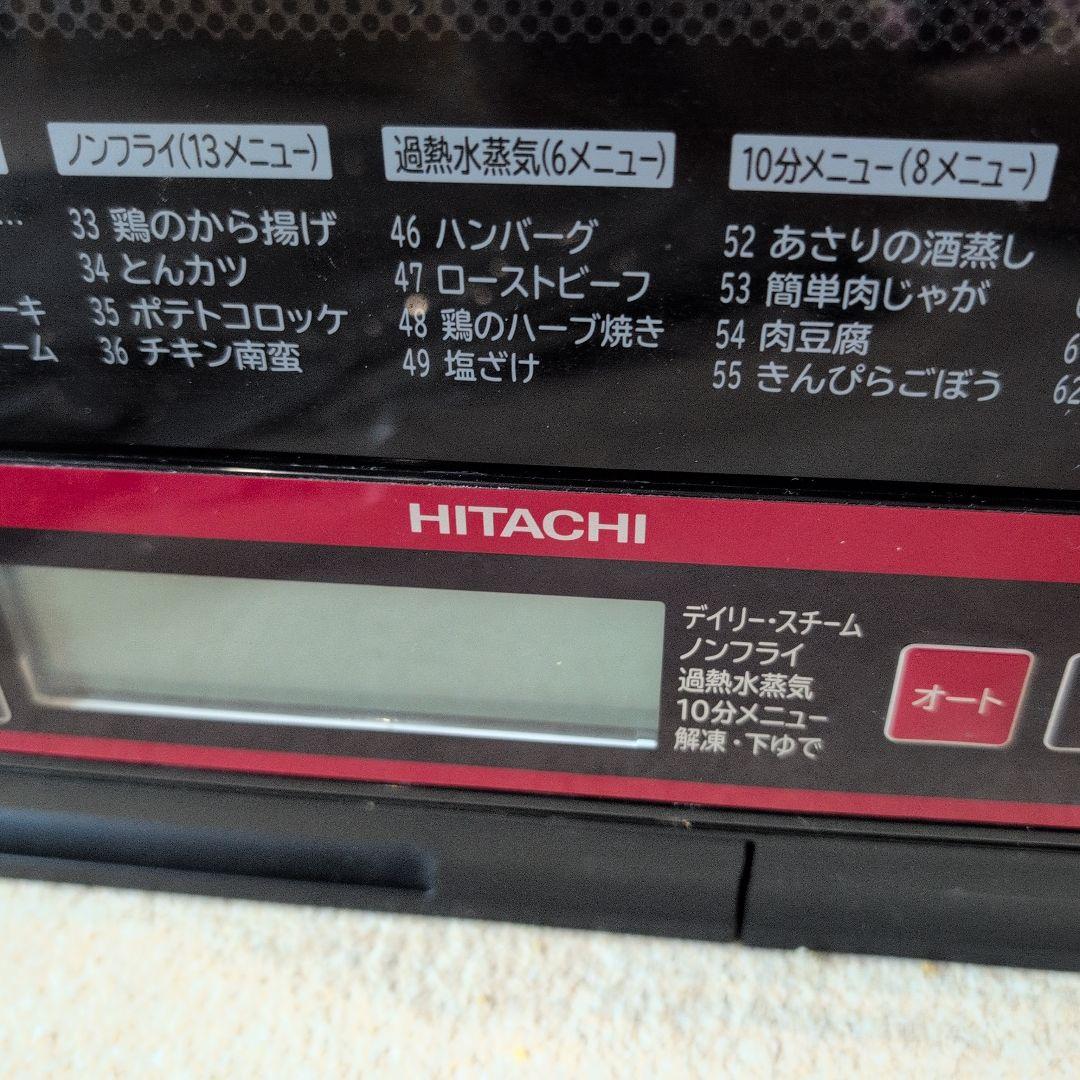 ノンフライ(13メニュー)
33 鶏のから揚げ
34 とんカツ
35 ポテトコロッケ
36 チキン南蛮
過熱水蒸気(6メニュー)
46 ハンバーグ
47 ローストビーフ
48 鶏のハーブ焼き
49 塩ざけ
10分メニュー(8メニュー)
52 あさりの酒蒸し
53 簡単肉じゃが
54 肉豆腐
55 きんぴらごぼう
62
HITACHI
デイリー・スチーム
ノンフライ
過熱水蒸気
10分メニュー
解凍・下ゆで
オート